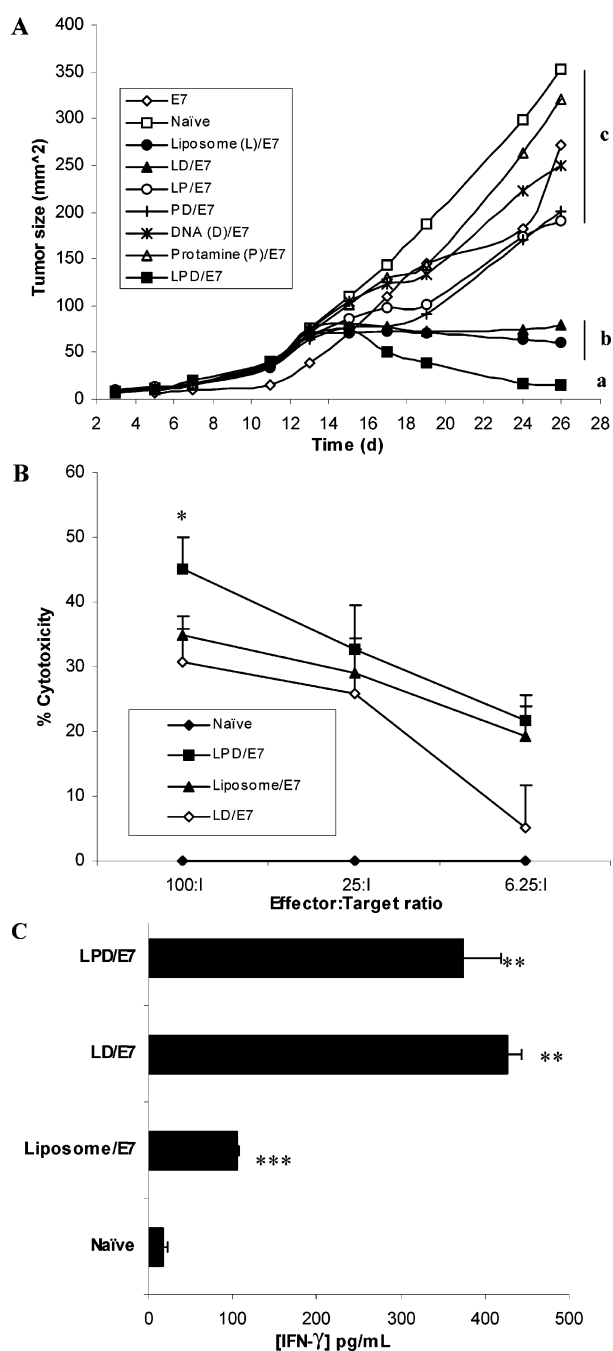 A
400
350
300
250
200
150
100
50
0
Tumor size (mm^2)
E7
Naïve
Liposome (L)/E7
LD/E7
LP/E7
PD/E7
DNA (D)/E7
Protamine (P)/E7
LPD/E7
c
b
a
2 4 6 8 10 12 14 16 18 20 22 24 26 28
Time (d)
B
60
50
40
30
20
10
0
% Cytotoxicity
*
Naïve
LPD/E7
Liposome/E7
LD/E7
100:1 25:1 6.25:1
Effector:Target ratio
C
LPD/E7 **
LD/E7 **
Liposome/E7 ***
Naïve
0 100 200 300 400 500
[IFN-γ] pg/mL